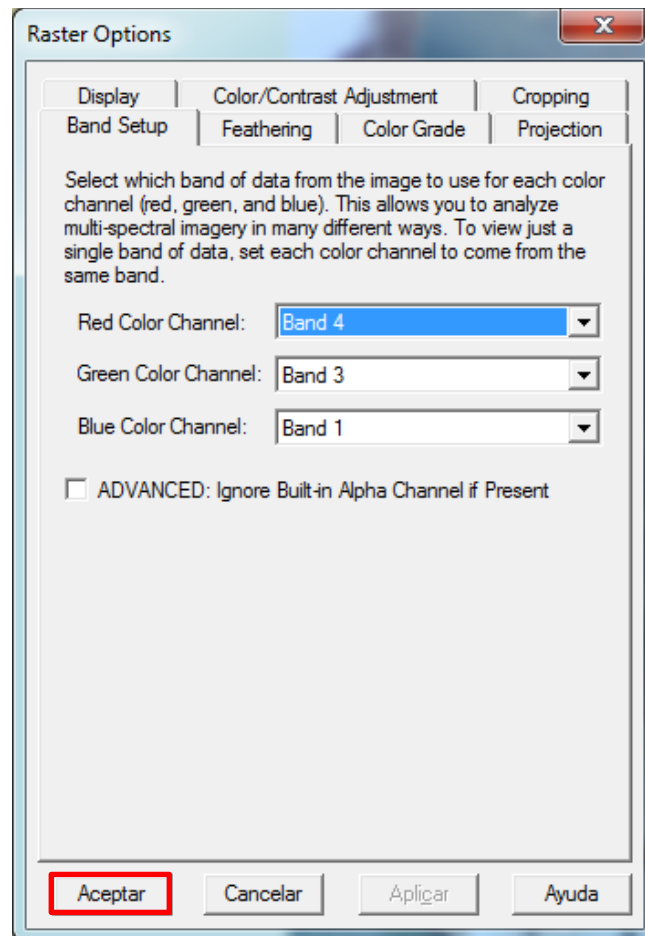 Raster Options
Display
Color/Contrast Adjustment
Cropping
Band Setup
Feathering
Color Grade
Projection
Select which band of data from the image to use for each color
channel (red, green, and blue). This allows you to analyze
multi-spectral imagery in many different ways. To view just a
single band of data, set each color channel to come from the
same band.
Red Color Channel: Band 4
Green Color Channel: Band 3
Blue Color Channel: Band 1
ADVANCED: Ignore Built-in Alpha Channel if Present
Aceptar
Cancelar
Aplicar
Ayuda